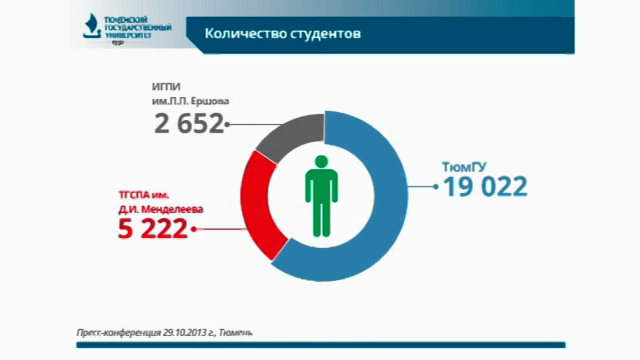 ТЮМЕНСКИЙ
ГОСУДАРСТВЕННЫЙ
УНИВЕРСИТЕТ
1930
Количество студентов
ИГПИ
им.П.П. Ершова
2 652
ТюмГУ
19 022
ТГСПА им.
Д.И. Менделеева
5 222
Пресс-конференция 29.10.2013 г., Тюмень